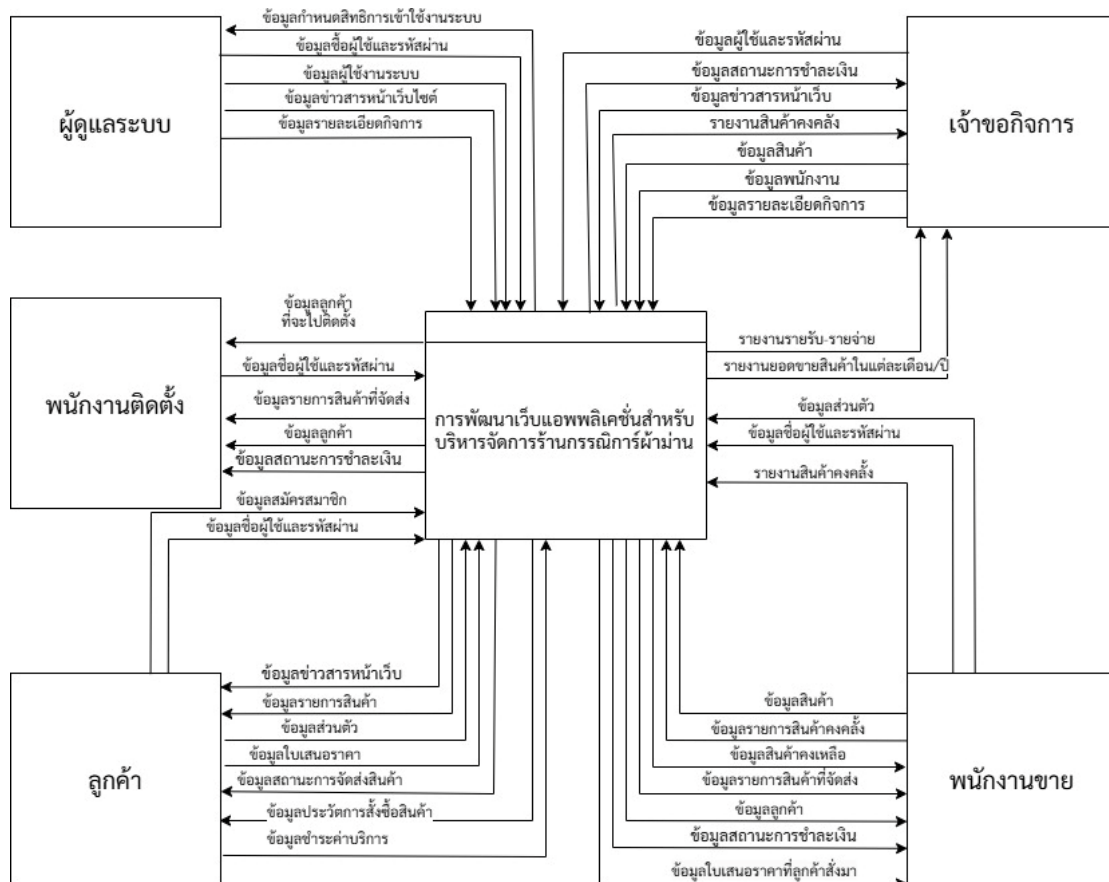 ข้อมูลกำหนดสิทธิการเข้าใช้งานระบบ
ข้อมูลชื่อผู้ใช้และรหัสผ่าน
ข้อมูลผู้ใช้งานระบบ
ข้อมูลข่าวสารหน้าเว็บไซต์
ข้อมูลรายละเอียดกิจการ
ผู้ดูแลระบบ
ข้อมูลผู้ใช้และรหัสผ่าน
ข้อมูลสถานะการชำละเงิน
ข้อมูลข่าวสารหน้าเว็บ
รายงานสินค้าคงคลัง
ข้อมูลสินค้า
ข้อมูลพนักงาน
ข้อมูลรายละเอียดกิจการ
เจ้าขอกิจการ
ข้อมูลลูกค้า
ที่จะไปติดตั้ง
ข้อมูลชื่อผู้ใช้และรหัสผ่าน
ข้อมูลรายการสินค้าที่จัดส่ง
ข้อมูลลูกค้า
ข้อมูลสถานะการชำละเงิน
พนักงานติดตั้ง
การพัฒนาเว็บแอพพลิเคชั่นสำหรับ
บริหารจัดการร้านกรรณิการ์ผ้าม่าน
รายงานรายรับ-รายจ่าย
รายงานยอดขายสินค้าในแต่ละเดือน/ปี
ข้อมูลส่วนตัว
ข้อมูลชื่อผู้ใช้และรหัสผ่าน
รายงานสินค้าคงคลั้ง
ข้อมูลสมัครสมาชิก
ข้อมูลชื่อผู้ใช้และรหัสผ่าน
ข้อมูลข่าวสารหน้าเว็บ
ข้อมูลรายการสินค้า
ข้อมูลส่วนตัว
ข้อมูลใบเสนอราคา
ข้อมูลสถานะการจัดส่งสินค้า
ข้อมูลประวัตการสั้งซื้อสินค้า
ข้อมูลชำระค่าบริการ
ลูกค้า
ข้อมูลสินค้า
ข้อมูลรายการสินค้าคงคลั้ง
ข้อมูลสินค้าคงเหลือ
ข้อมูลรายการสินค้าที่จัดส่ง
ข้อมูลลูกค้า
ข้อมูลสถานะการชำละเงิน
ข้อมูลใบเสนอราคาที่ลูกค้าสั่งมา
พนักงานขาย